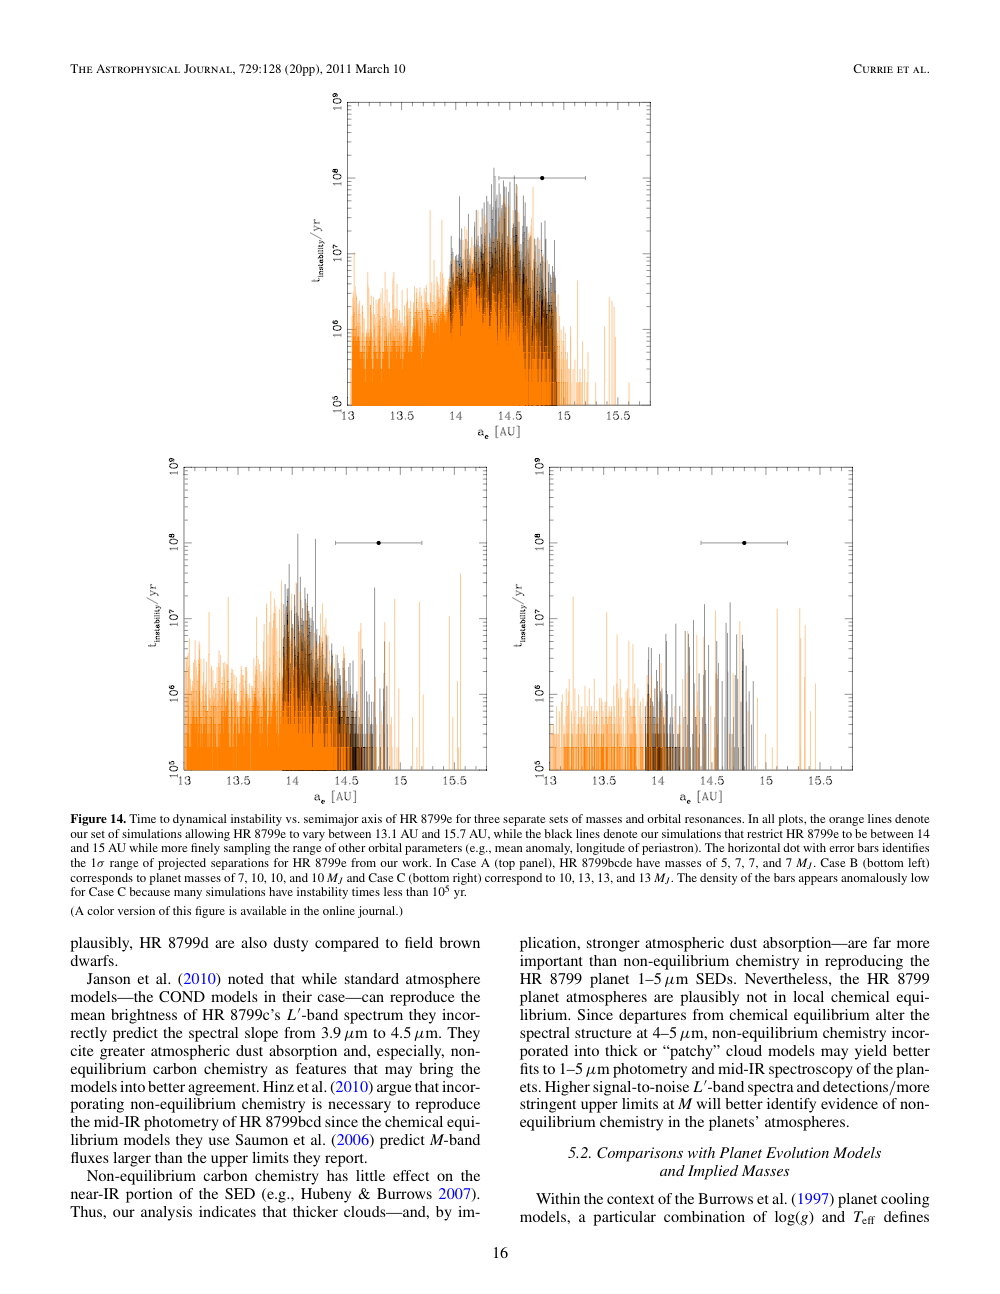 THE ASTROPHYSICAL JOURNAL, 729:128 (20pp), 2011 March 10
CURRIE ET AL.
10⁹
10⁸
10⁷
10⁶
10⁵
t_instability/yr
13 13.5 14 14.5 15 15.5
a_e [AU]
10⁹
10⁸
10⁷
10⁶
10⁵
t_instability/yr
13 13.5 14 14.5 15 15.5
a_e [AU]
10⁹
10⁸
10⁷
10⁶
10⁵
t_instability/yr
13 13.5 14 14.5 15 15.5
a_e [AU]
Figure 14. Time to dynamical instability vs. semimajor axis of HR 8799e for three separate sets of masses and orbital resonances. In all plots, the orange lines denote
our set of simulations allowing HR 8799e to vary between 13.1 AU and 15.7 AU, while the black lines denote our simulations that restrict HR 8799e to be between 14
and 15 AU while more finely sampling the range of other orbital parameters (e.g., mean anomaly, longitude of periastron). The horizontal dot with error bars identifies
the 1σ range of projected separations for HR 8799e from our work. In Case A (top panel), HR 8799bcde have masses of 5, 7, 7, and 7 M_J. Case B (bottom left)
corresponds to planet masses of 7, 10, 10, and 10 M_J and Case C (bottom right) correspond to 10, 13, 13, and 13 M_J. The density of the bars appears anomalously low
for Case C because many simulations have instability times less than 10⁵ yr.
(A color version of this figure is available in the online journal.)
plausibly, HR 8799d are also dusty compared to field brown
dwarfs.
Janson et al. (2010) noted that while standard atmosphere
models—the COND models in their case—can reproduce the
mean brightness of HR 8799c's L′-band spectrum they incor-
rectly predict the spectral slope from 3.9 μm to 4.5 μm. They
cite greater atmospheric dust absorption and, especially, non-
equilibrium carbon chemistry as features that may bring the
models into better agreement. Hinz et al. (2010) argue that incor-
porating non-equilibrium chemistry is necessary to reproduce
the mid-IR photometry of HR 8799bcd since the chemical equi-
librium models they use Saumon et al. (2006) predict M-band
fluxes larger than the upper limits they report.
Non-equilibrium carbon chemistry has little effect on the
near-IR portion of the SED (e.g., Hubeny & Burrows 2007).
Thus, our analysis indicates that thicker clouds—and, by im-
plication, stronger atmospheric dust absorption—are far more
important than non-equilibrium chemistry in reproducing the
HR 8799 planet 1–5 μm SEDs. Nevertheless, the HR 8799
planet atmospheres are plausibly not in local chemical equi-
librium. Since departures from chemical equilibrium alter the
spectral structure at 4–5 μm, non-equilibrium chemistry incor-
porated into thick or “patchy” cloud models may yield better
fits to 1–5 μm photometry and mid-IR spectroscopy of the plan-
ets. Higher signal-to-noise L′-band spectra and detections/more
stringent upper limits at M will better identify evidence of non-
equilibrium chemistry in the planets’ atmospheres.
5.2. Comparisons with Planet Evolution Models
and Implied Masses
Within the context of the Burrows et al. (1997) planet cooling
models, a particular combination of log(g) and T_eff defines
16